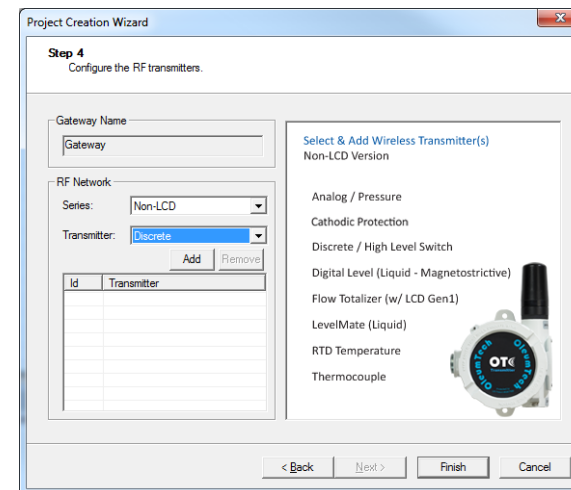 Project Creation Wizard
Step 4
Configure the RF transmitters.
Gateway Name
Gateway
RF Network
Series: Non-LCD
Transmitter: Discrete
Add Remove
Id Transmitter
Select & Add Wireless Transmitter(s)
Non-LCD Version
Analog / Pressure
Cathodic Protection
Discrete / High Level Switch
Digital Level (Liquid - Magnetostrictive)
Flow Totalizer (w/ LCD Gen1)
LevelMate (Liquid)
RTD Temperature
Thermocouple
OleumTech
OTC
OleumTech
< Back Next > Finish Cancel